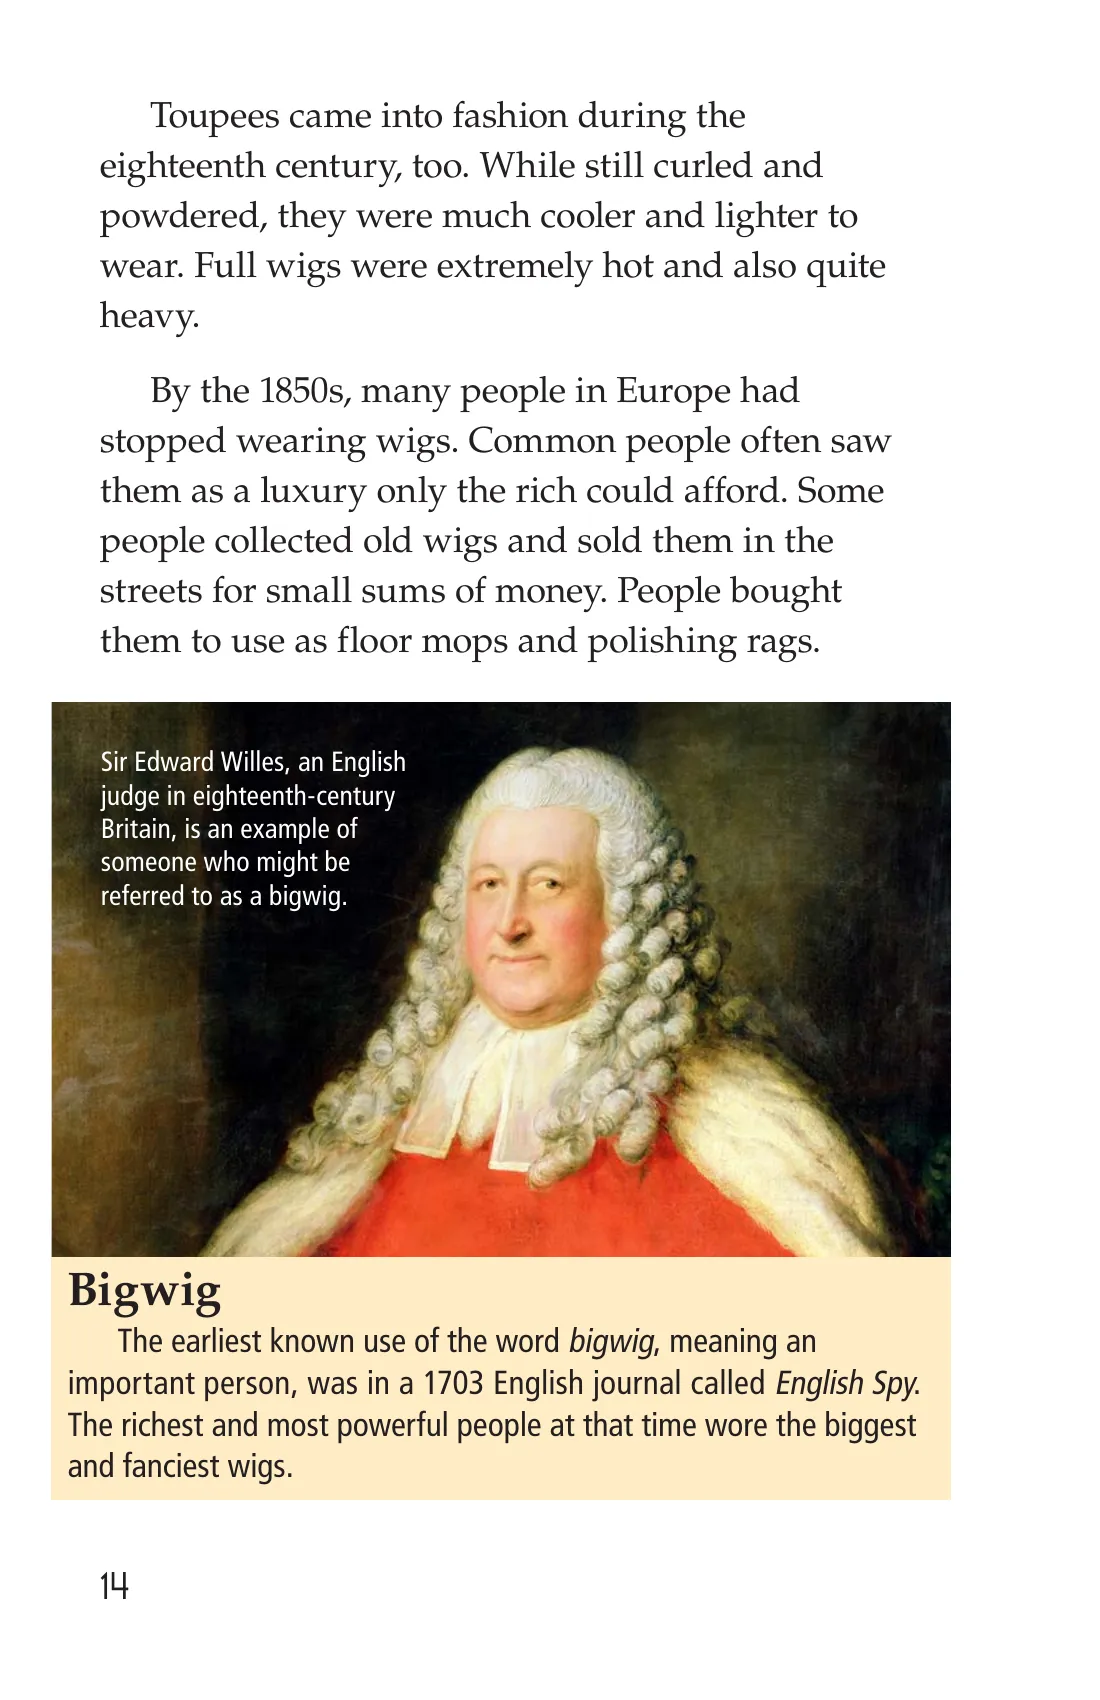 Toupees came into fashion during the
eighteenth century, too. While still curled and
powdered, they were much cooler and lighter to
wear. Full wigs were extremely hot and also quite
heavy.
By the 1850s, many people in Europe had
stopped wearing wigs. Common people often saw
them as a luxury only the rich could afford. Some
people collected old wigs and sold them in the
streets for small sums of money. People bought
them to use as floor mops and polishing rags.
Sir Edward Willes, an English
judge in eighteenth-century
Britain, is an example of
someone who might be
referred to as a bigwig.
Bigwig
The earliest known use of the word bigwig, meaning an
important person, was in a 1703 English journal called English Spy.
The richest and most powerful people at that time wore the biggest
and fanciest wigs.
14